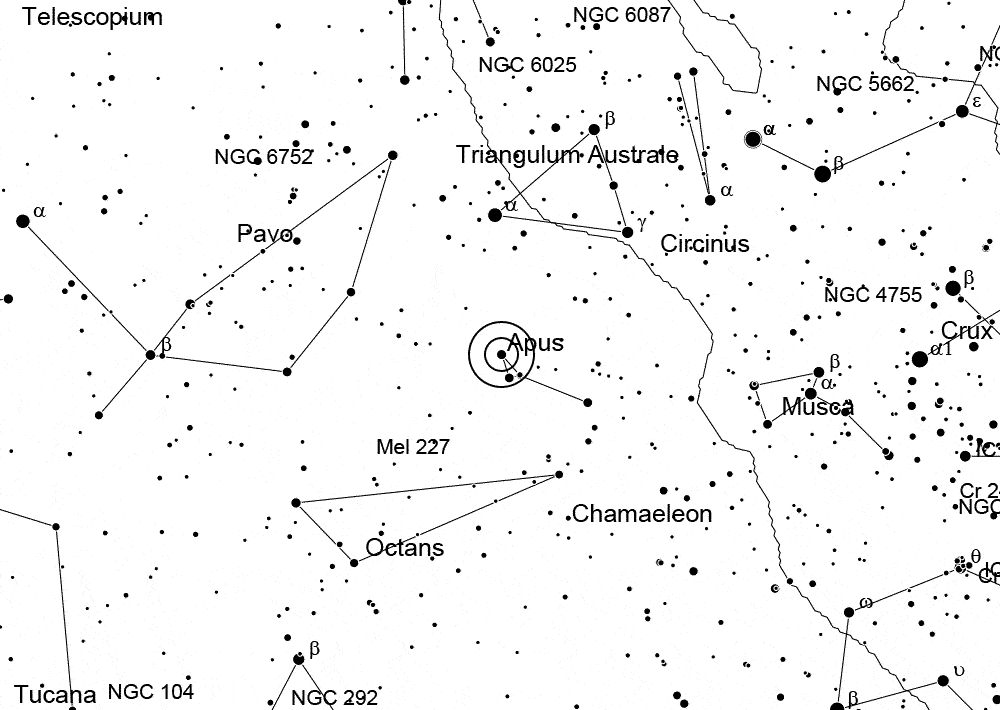 Telescopium
NGC 6087
NGC 6025
NGC 5662
ε
β
α
NGC 6752
Triangulum Australe
β
α
α
α
γ
Pavo
Circinus
β
NGC 4755
Crux
β
Apus
α1
β
α
Musca
Mel 227
Chamaeleon
Octans
θ
ω
β
υ
Tucana
NGC 104
NGC 292
β